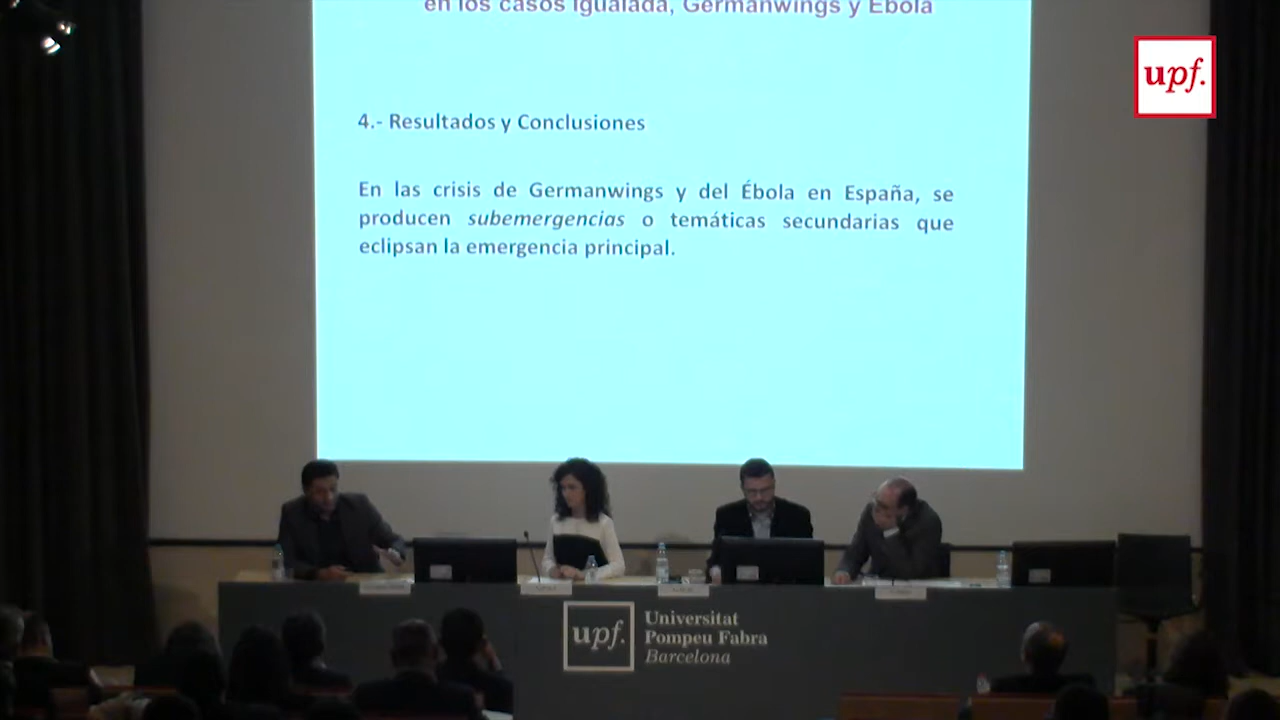 en los casos Igualada, Germanwings y Ébola
upf.
4.- Resultados y Conclusiones
En las crisis de Germanwings y del Ébola en España, se
producen subemergencias o temáticas secundarias que
eclipsan la emergencia principal.
upf.
Universitat
Pompeu Fabra
Barcelona